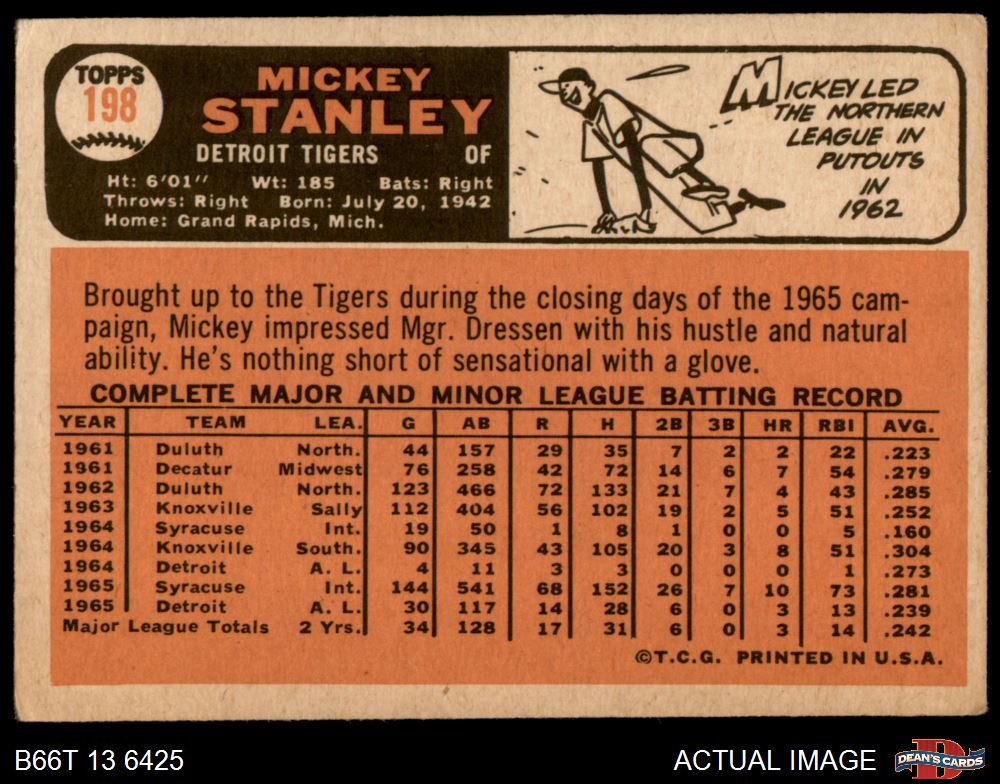 TOPPS
198
MICKEY
STANLEY
DETROIT TIGERS OF
Ht: 6'01'' Wt: 185 Bats: Right
Throws: Right Born: July 20, 1942
Home: Grand Rapids, Mich.
MICKEY LED
THE NORTHERN
LEAGUE IN
PUTOUTS
IN
1962
Brought up to the Tigers during the closing days of the 1965 cam-
paign, Mickey impressed Mgr. Dressen with his hustle and natural
ability. He's nothing short of sensational with a glove.
COMPLETE MAJOR AND MINOR LEAGUE BATTING RECORD
YEAR TEAM LEA. G AB R H 2B 3B HR RBI AVG.
1961 Duluth North. 44 157 29 35 7 2 2 22 .223
1961 Decatur Midwest 76 258 42 72 14 6 7 54 .279
1962 Duluth North. 123 466 72 133 21 7 4 43 .285
1963 Knoxville Sally 112 404 56 102 19 2 5 51 .252
1964 Syracuse Int. 19 50 1 8 1 0 0 5 .160
1964 Knoxville South. 90 345 43 105 20 3 8 51 .304
1964 Detroit A. L. 4 11 3 3 0 0 0 1 .273
1965 Syracuse Int. 144 541 68 152 26 7 10 73 .281
1965 Detroit A. L. 30 117 14 28 6 0 3 13 .239
Major League Totals 2 Yrs. 34 128 17 31 6 0 3 14 .242
©T.C.G. PRINTED IN U.S.A.
B66T 13 6425 ACTUAL IMAGE DEAN'S CARDS